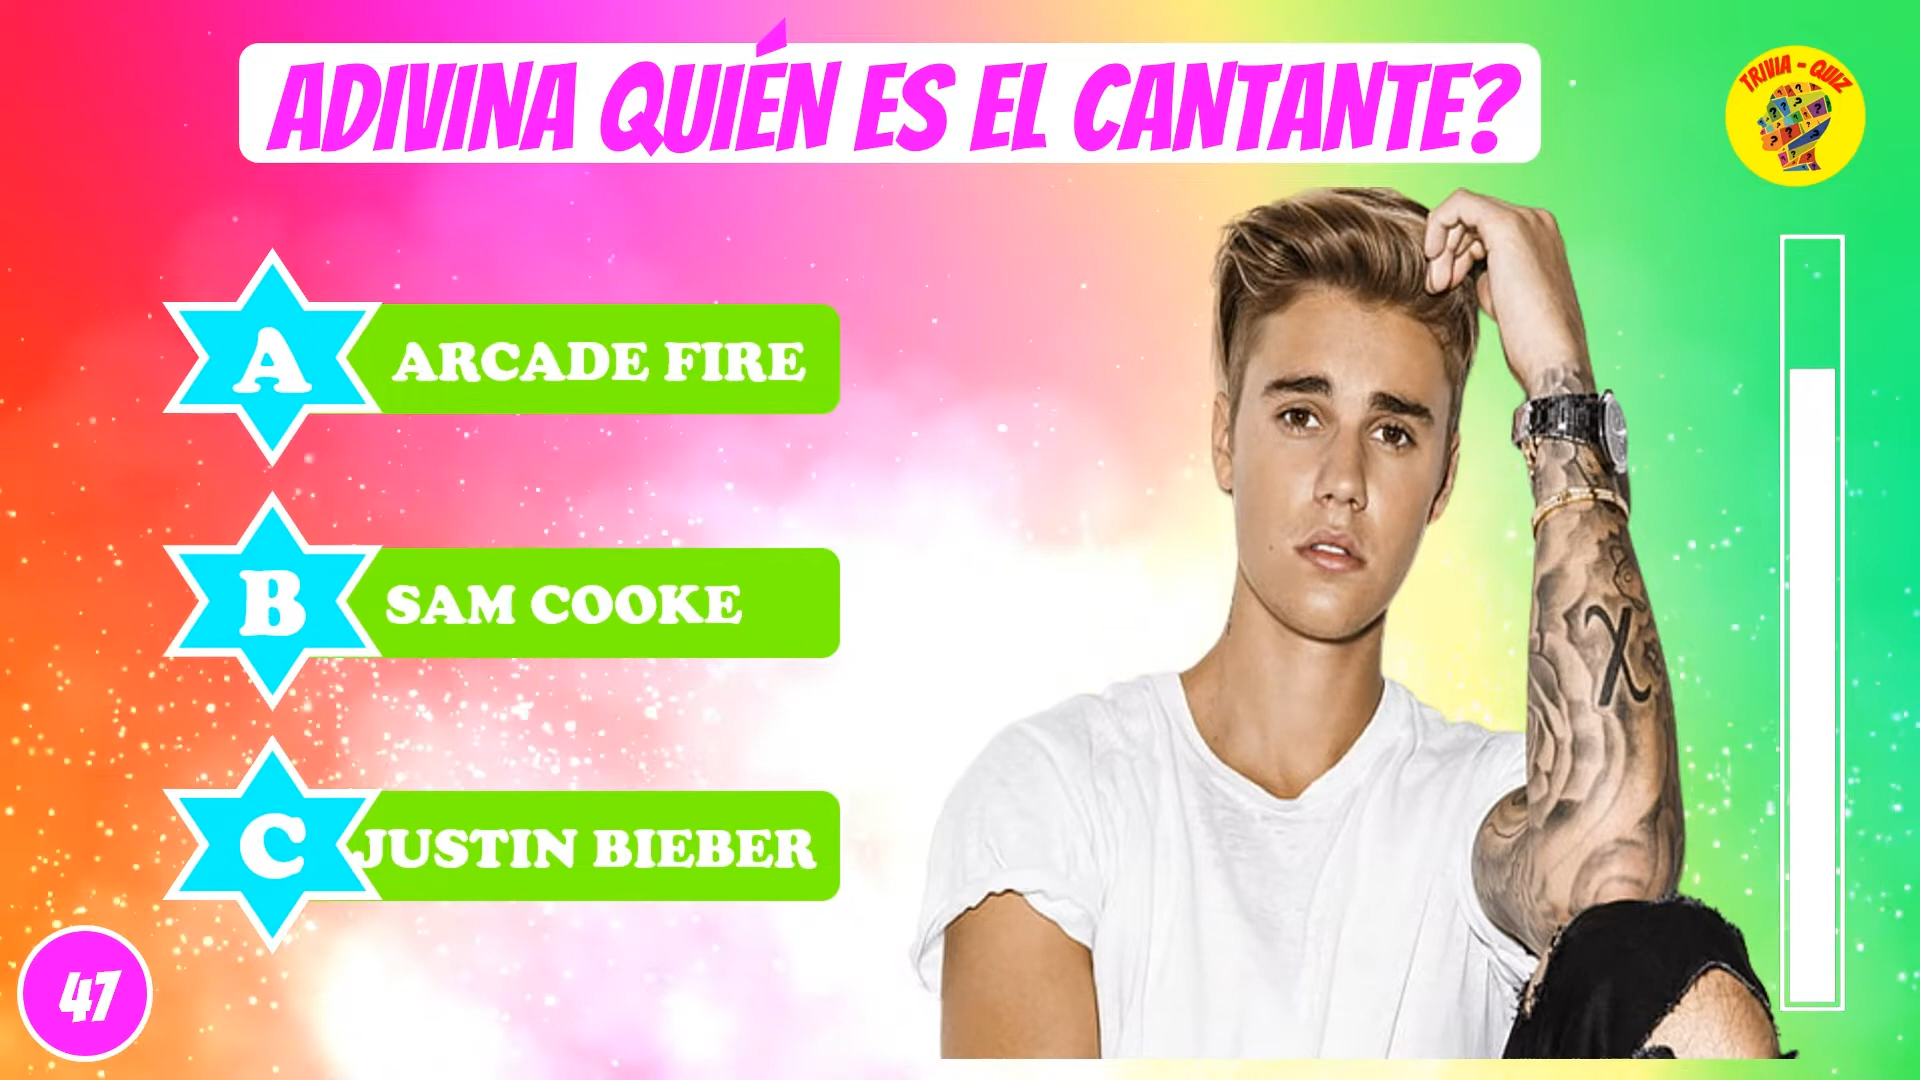 ADIVINA QUIÉN ES EL CANTANTE?
TRIVIA - QUIZ
A ARCADE FIRE
B SAM COOKE
C JUSTIN BIEBER
47